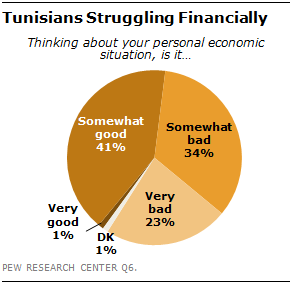 Tunisians Struggling Financially
Thinking about your personal economic
situation, is it…
Somewhat
good
41%
Somewhat
bad
34%
Very
bad
23%
Very
good
1%
DK
1%
PEW RESEARCH CENTER Q6.